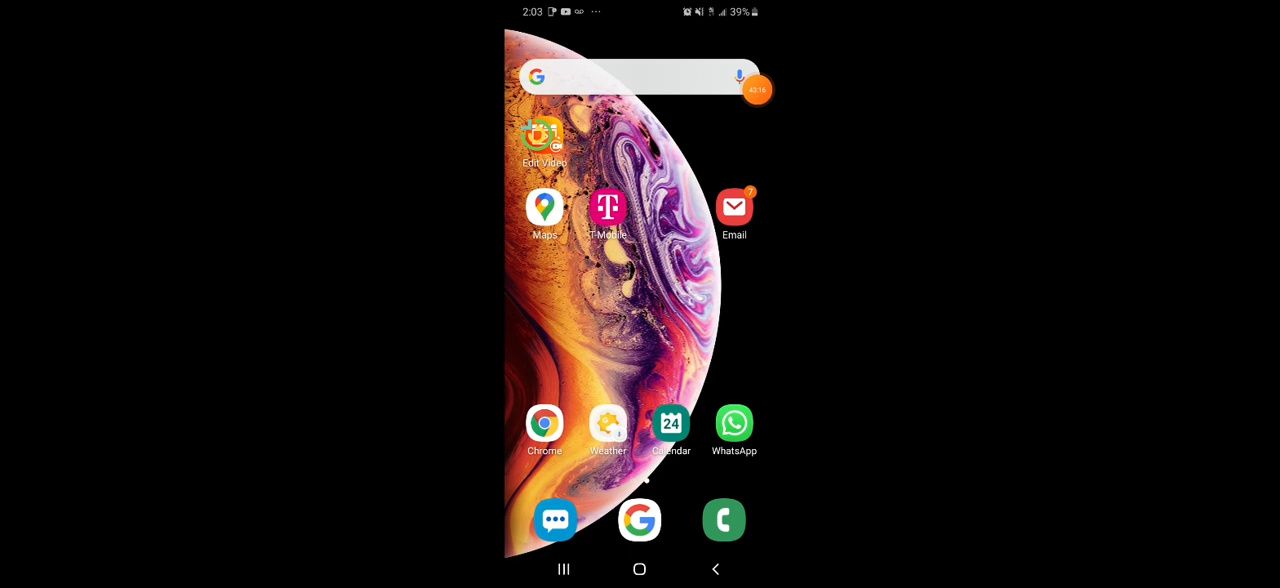 2:03 39%
43:16
Edit Video
7
Maps T-Mobile Email
24
Chrome Weather Calendar WhatsApp